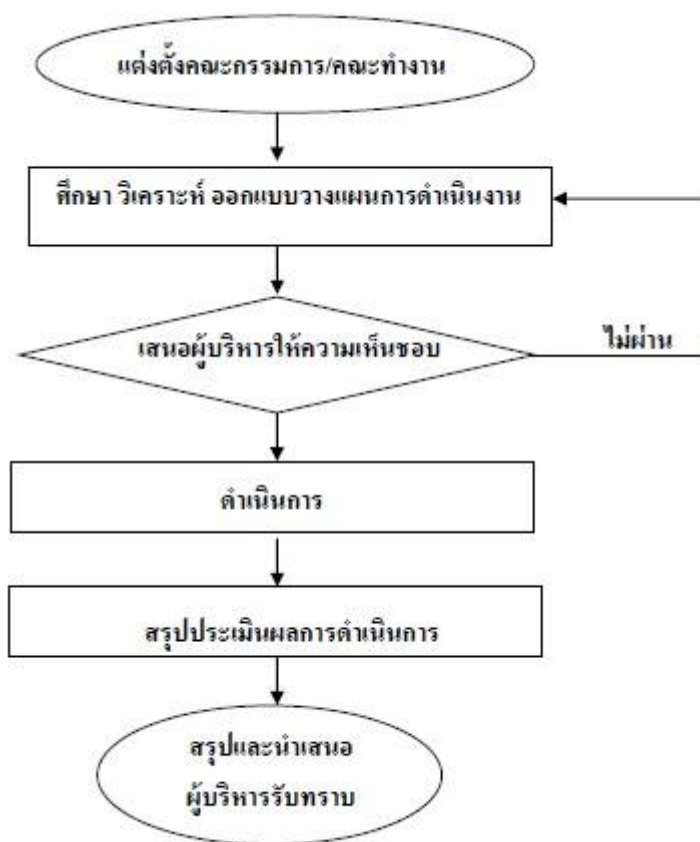 แต่งตั้งคณะกรรมการ/คณะทำงาน
ศึกษา วิเคราะห์ ออกแบบวางแผนการดำเนินงาน
เสนอผู้บริหารให้ความเห็นชอบ
ไม่ผ่าน
ดำเนินการ
สรุปประเมินผลการดำเนินการ
สรุปและนำเสนอ
ผู้บริหารรับทราบ